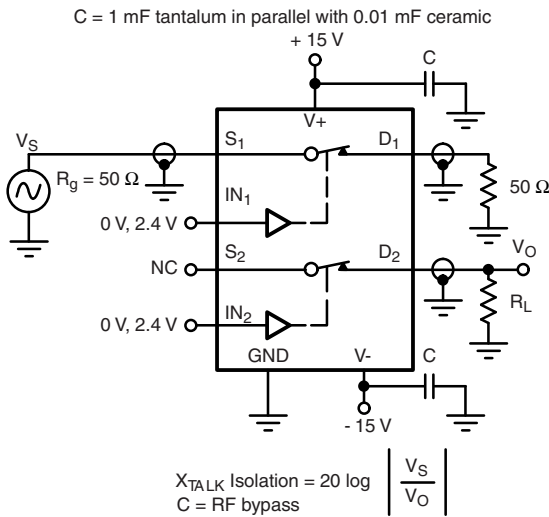 C = 1 mF tantalum in parallel with 0.01 mF ceramic
+ 15 V
C
V+
VS
S1
D1
Rg = 50 Ω
50 Ω
IN1
0 V, 2.4 V
S2
D2
VO
NC
RL
IN2
0 V, 2.4 V
GND
V-
C
- 15 V
XTALK Isolation = 20 log | VS / VO |
C = RF bypass